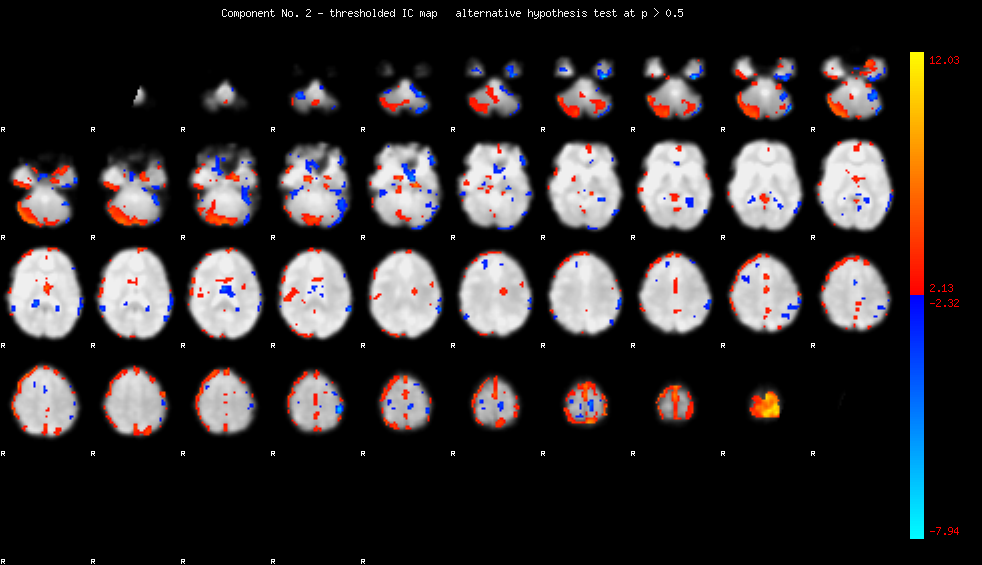 Component No. 2 - thresholded IC map   alternative hypothesis test at p > 0.5
12.03
R R R R R R R R R R
R R R R R R R R R R
2.13
-2.32
R R R R R R R R R R
R R R R R R R R R R
-7.94
R R R R R